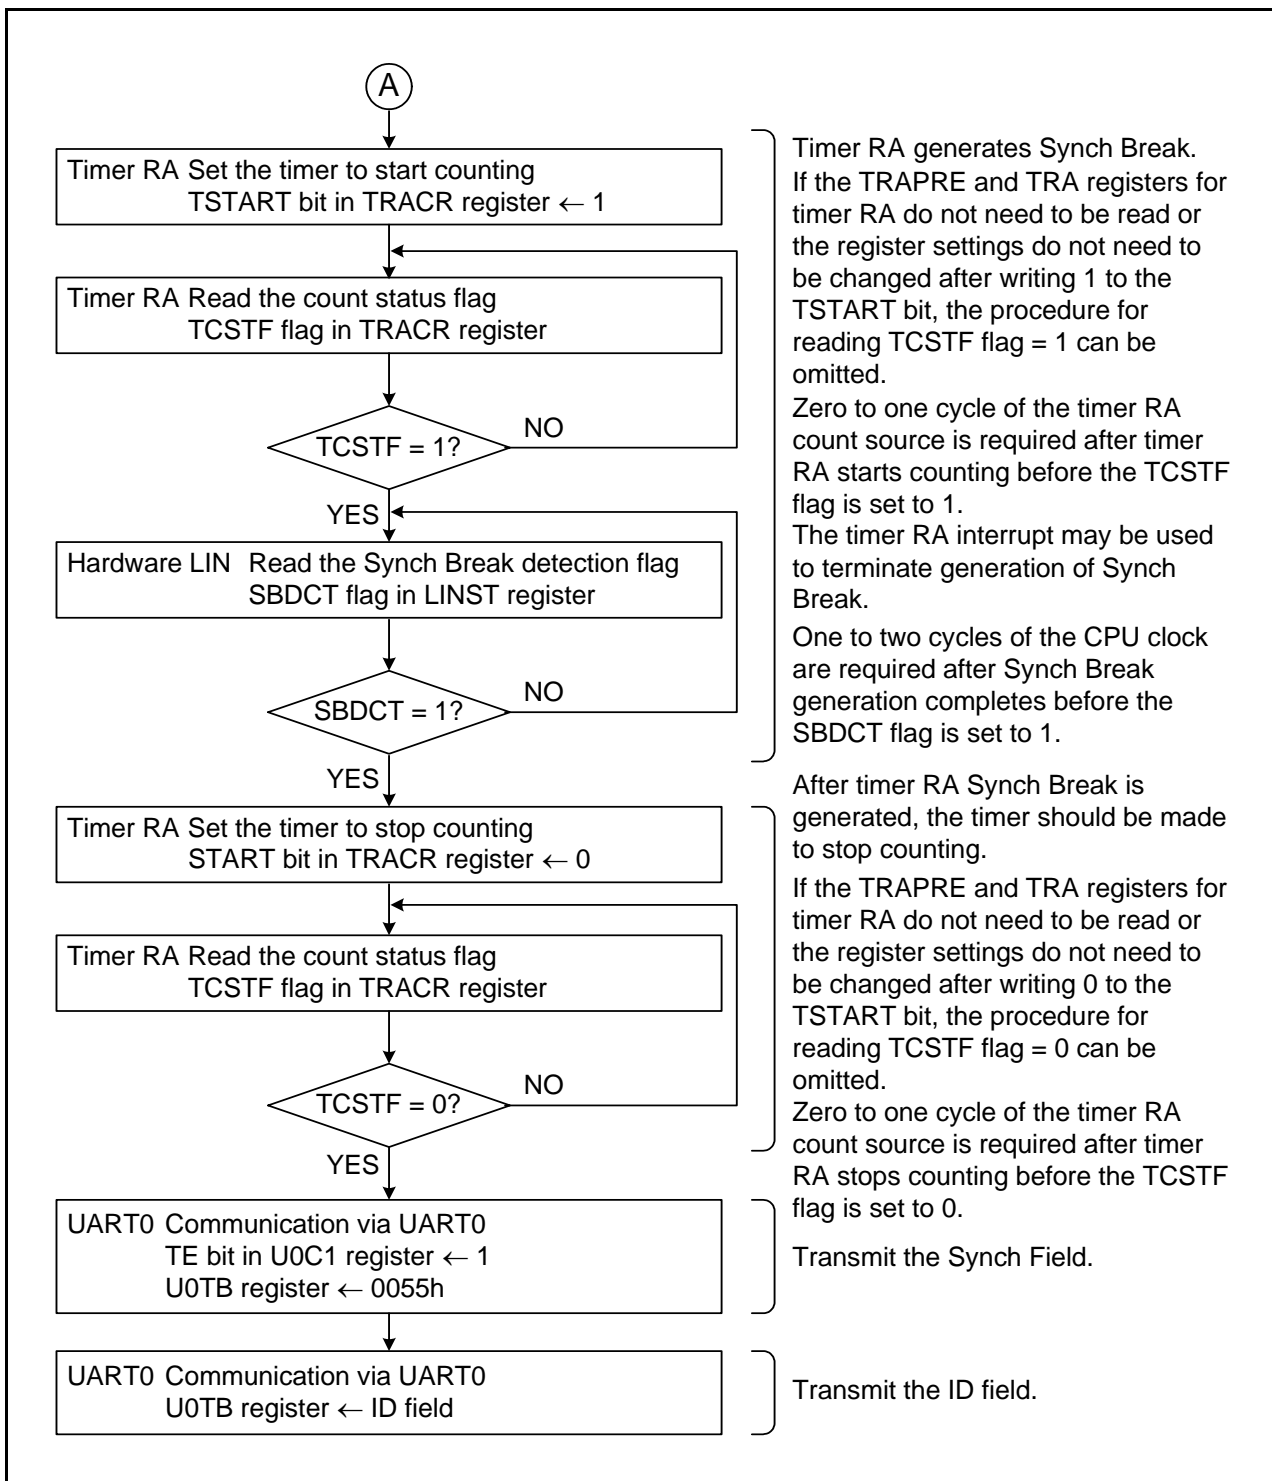 A
Timer RA Set the timer to start counting
TSTART bit in TRACR register ← 1
Timer RA Read the count status flag
TCSTF flag in TRACR register
TCSTF = 1?
NO
YES
Hardware LIN Read the Synch Break detection flag
SBDCT flag in LINST register
SBDCT = 1?
NO
YES
Timer RA generates Synch Break.
If the TRAPRE and TRA registers for
timer RA do not need to be read or
the register settings do not need to
be changed after writing 1 to the
TSTART bit, the procedure for
reading TCSTF flag = 1 can be
omitted.
Zero to one cycle of the timer RA
count source is required after timer
RA starts counting before the TCSTF
flag is set to 1.
The timer RA interrupt may be used
to terminate generation of Synch
Break.
One to two cycles of the CPU clock
are required after Synch Break
generation completes before the
SBDCT flag is set to 1.
Timer RA Set the timer to stop counting
START bit in TRACR register ← 0
Timer RA Read the count status flag
TCSTF flag in TRACR register
TCSTF = 0?
NO
YES
After timer RA Synch Break is
generated, the timer should be made
to stop counting.
If the TRAPRE and TRA registers for
timer RA do not need to be read or
the register settings do not need to
be changed after writing 0 to the
TSTART bit, the procedure for
reading TCSTF flag = 0 can be
omitted.
Zero to one cycle of the timer RA
count source is required after timer
RA stops counting before the TCSTF
flag is set to 0.
UART0 Communication via UART0
TE bit in U0C1 register ← 1
U0TB register ← 0055h
Transmit the Synch Field.
UART0 Communication via UART0
U0TB register ← ID field
Transmit the ID field.